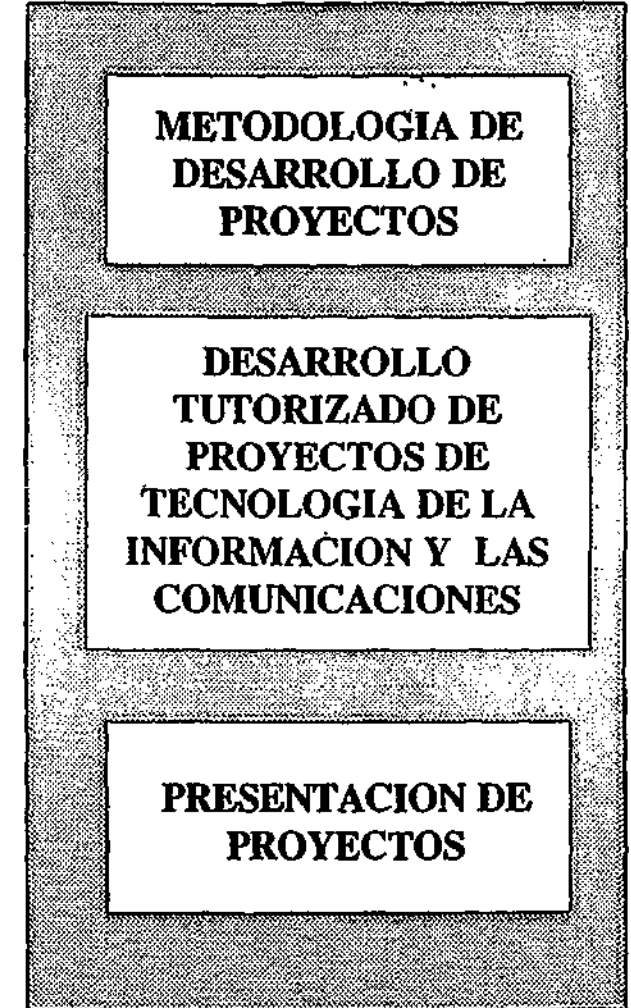 METODOLOGIA DE
DESARROLLO DE
PROYECTOS
DESARROLLO
TUTORIZADO DE
PROYECTOS DE
TECNOLOGIA DE LA
INFORMACION Y LAS
COMUNICACIONES
PRESENTACION DE
PROYECTOS